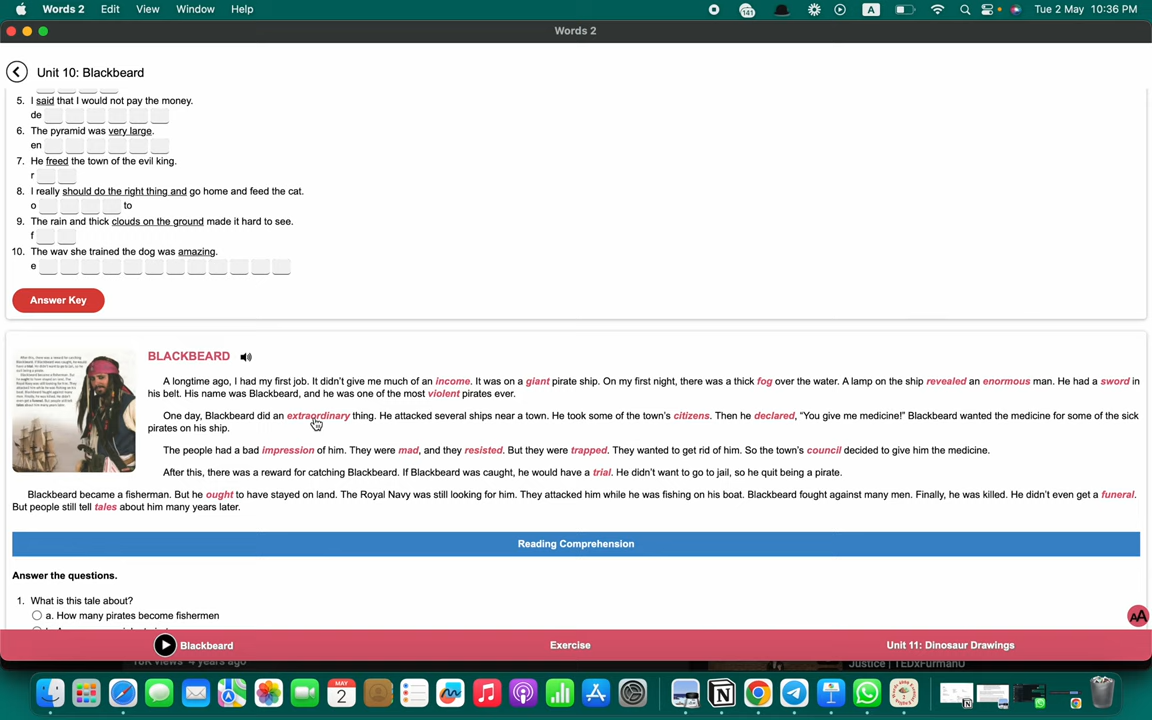 Words 2 Edit View Window Help 141 A Tue 2 May 10:36 PM
Words 2
Unit 10: Blackbeard
5. I said that I would not pay the money.
de
6. The pyramid was very large.
en
7. He freed the town of the evil king.
r
8. I really should do the right thing and go home and feed the cat.
o to
9. The rain and thick clouds on the ground made it hard to see.
f
10. The way she trained the dog was amazing.
e
Answer Key
BLACKBEARD
A longtime ago, I had my first job. It didn't give me much of an income. It was on a giant pirate ship. On my first night, there was a thick fog over the water. A lamp on the ship revealed an enormous man. He had a sword in
his belt. His name was Blackbeard, and he was one of the most violent pirates ever.
One day, Blackbeard did an extraordinary thing. He attacked several ships near a town. He took some of the town's citizens. Then he declared, "You give me medicine!" Blackbeard wanted the medicine for some of the sick
pirates on his ship.
The people had a bad impression of him. They were mad, and they resisted. But they were trapped. They wanted to get rid of him. So the town's council decided to give him the medicine.
After this, there was a reward for catching Blackbeard. If Blackbeard was caught, he would have a trial. He didn't want to go to jail, so he quit being a pirate.
Blackbeard became a fisherman. But he ought to have stayed on land. The Royal Navy was still looking for him. They attacked him while he was fishing on his boat. Blackbeard fought against many men. Finally, he was killed. He didn't even get a funeral.
But people still tell tales about him many years later.
Reading Comprehension
Answer the questions.
1. What is this tale about?
a. How many pirates become fishermen
AA
Blackbeard Exercise Unit 11: Dinosaur Drawings
16K views 4 years ago Justice | TEDxFurmanU
MAY
2